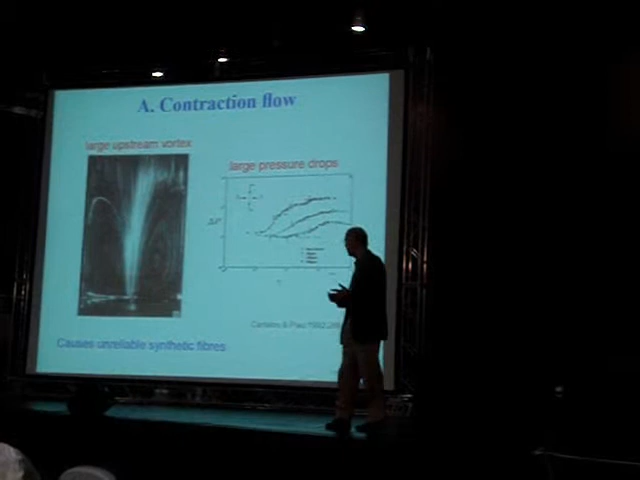 A. Contraction flow
large upstream vortex
large pressure drops
Causes unreliable synthetic fibres